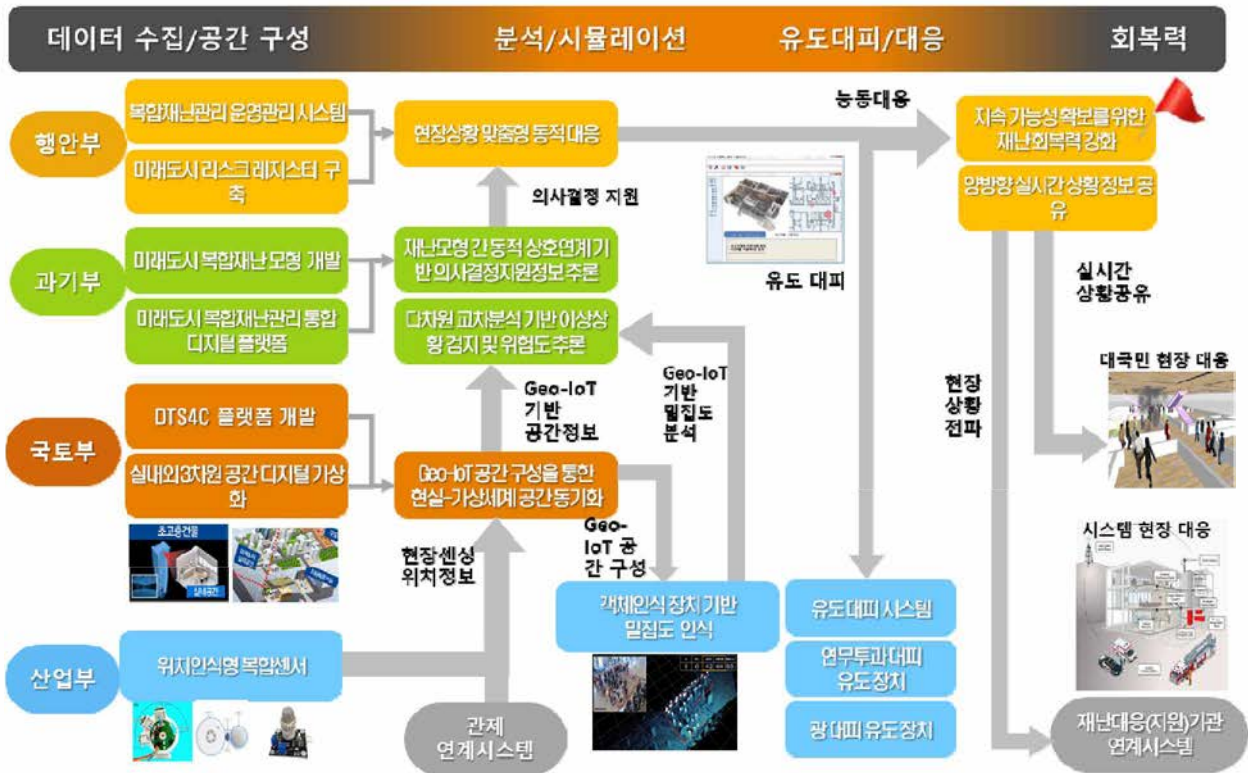 데이터 수집/공간 구성
분석/시뮬레이션
유도대피/대응
회복력
행안부
복합재난관리 운영관리 시스템
미래도시 리스크 레지스터 구
축
현장상황 맞춤형 동적 대응
능동대응
지속 가능성 확보를 위한
재난회복력 강화
양방향 실시간 상황 정보 공
유
의사결정 지원
과기부
미래도시 복합재난 모형 개발
미래도시 복합재난관리 통합
디지털 플랫폼
재난모형 간 동적 상호연계 기
반 의사결정지원정보 추론
다차원 교차분석 기반 이상상
황 검지 및 위험도 추론
유도 대피
실시간
상황공유
Geo-IoT
기반
공간정보
Geo-IoT
기반
밀집도
분석
현장
상황
전파
대국민 현장 대응
국토부
DTS4C 플랫폼 개발
실내외 3차원 공간 디지털 가상
화
Geo-IoT 공간 구성을 통한
현실-가상세계 공간 동기화
초고층건물
실내공간
현장센싱
위치정보
Geo-
IoT 공
간 구성
시스템 현장 대응
산업부
위치인식형 복합센서
객체인식 장치 기반
밀집도 인식
유도대피 시스템
연무투과 대피
유도장치
광 대피 유도장치
관제
연계시스템
재난대응(지원)기관
연계시스템